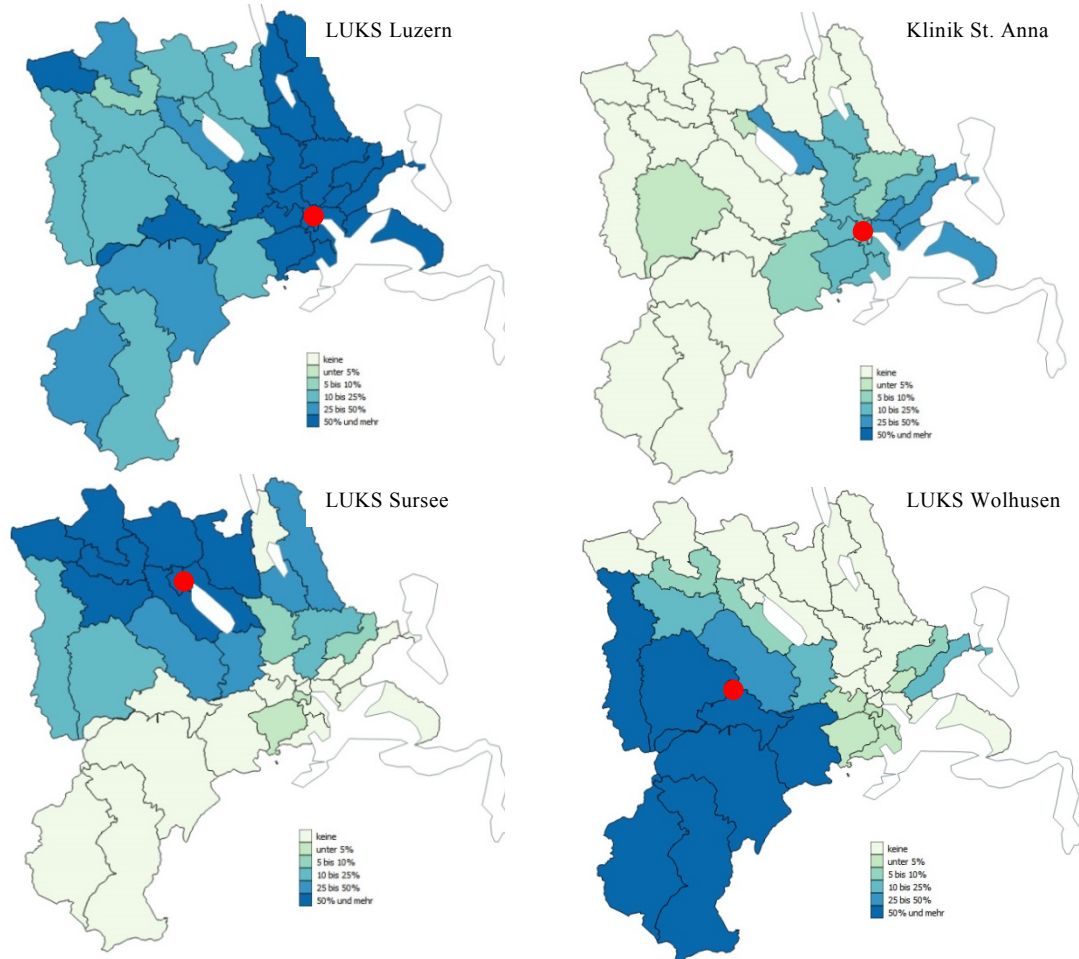 LUKS Luzern
keine
unter 5%
5 bis 10%
10 bis 25%
25 bis 50%
50% und mehr
Klinik St. Anna
keine
unter 5%
5 bis 10%
10 bis 25%
25 bis 50%
50% und mehr
LUKS Sursee
keine
unter 5%
5 bis 10%
10 bis 25%
25 bis 50%
50% und mehr
LUKS Wolhusen
keine
unter 5%
5 bis 10%
10 bis 25%
25 bis 50%
50% und mehr